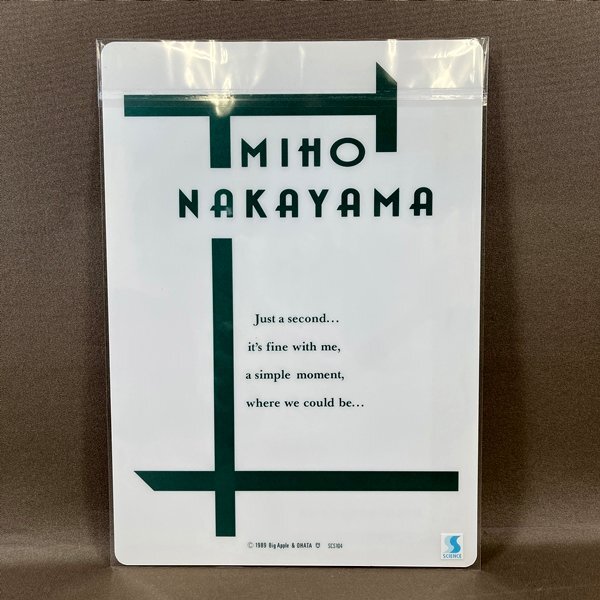 MIHO
NAKAYAMA
Just a second...
it's fine with me,
a simple moment,
where we could be...
© 1989 Big Apple & OHATA SCS104
SCIENCE